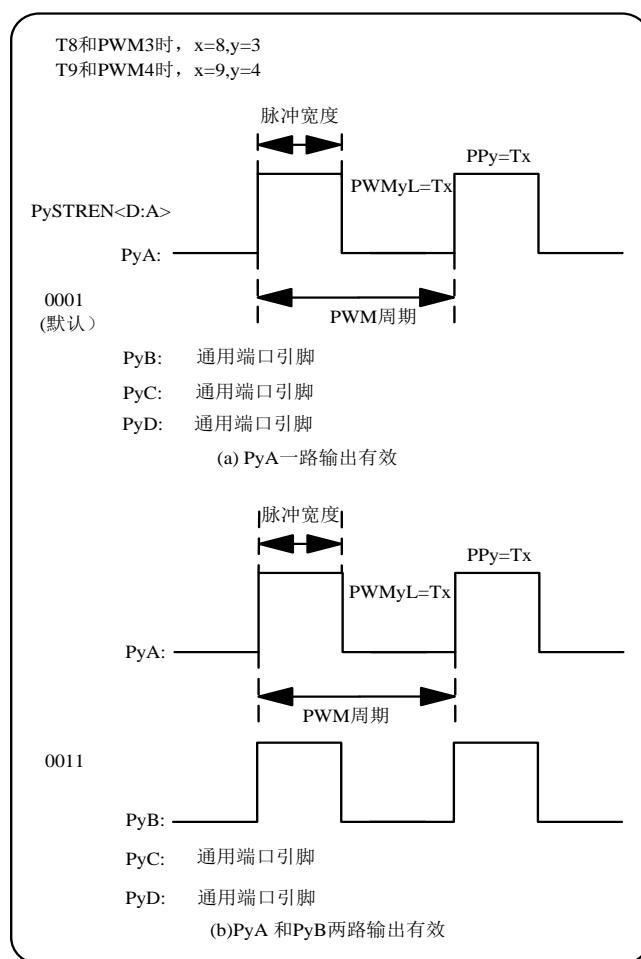 T8和PWM3时，x=8,y=3
T9和PWM4时，x=9,y=4
脉冲宽度
PPy=Tx
PWMyL=Tx
PySTREN<D:A>
PyA:
0001
(默认）
PWM周期
PyB: 通用端口引脚
PyC: 通用端口引脚
PyD: 通用端口引脚
(a) PyA一路输出有效
脉冲宽度
PPy=Tx
PWMyL=Tx
PyA:
PWM周期
0011
PyB:
PyC: 通用端口引脚
PyD: 通用端口引脚
(b)PyA 和PyB两路输出有效